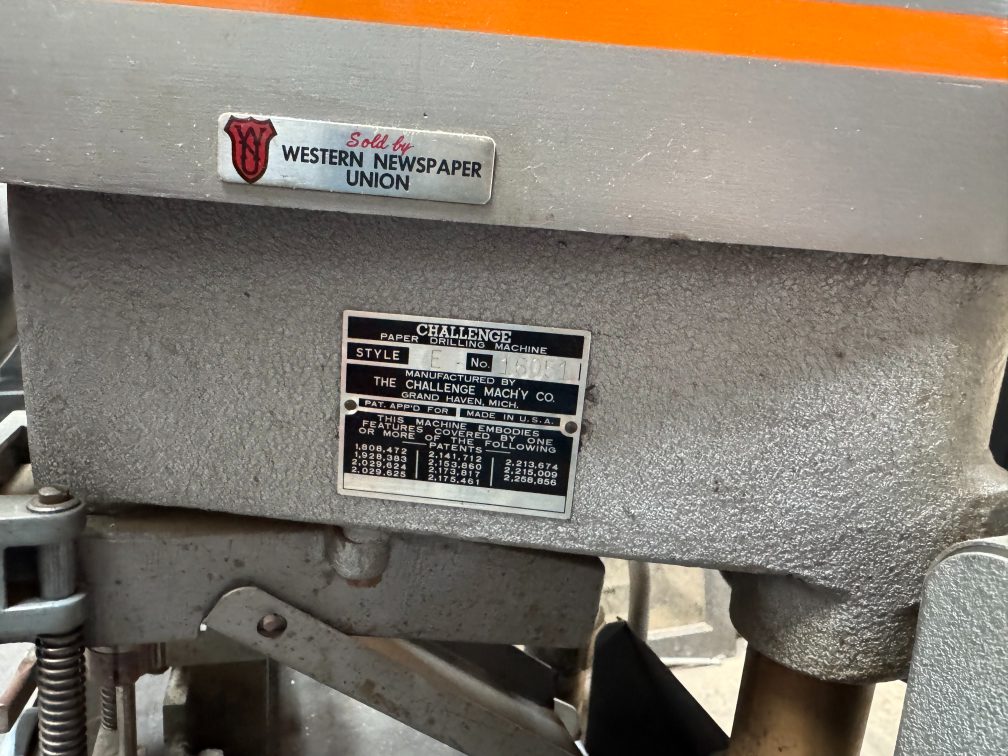 WNU
Sold by
WESTERN NEWSPAPER
UNION
CHALLENGE
PAPER DRILLING MACHINE
STYLE E No.
MANUFACTURED BY
THE CHALLENGE MACH'Y CO.
GRAND HAVEN, MICH.
PAT. APP'D FOR MADE IN U.S.A.
THIS MACHINE EMBODIES
FEATURES COVERED BY ONE
OR MORE OF THE FOLLOWING
PATENTS
1,806,472 2,141,712 2,213,674
1,928,383 2,153,860 2,215,009
2,029,624 2,173,817 2,258,856
2,029,625 2,175,461